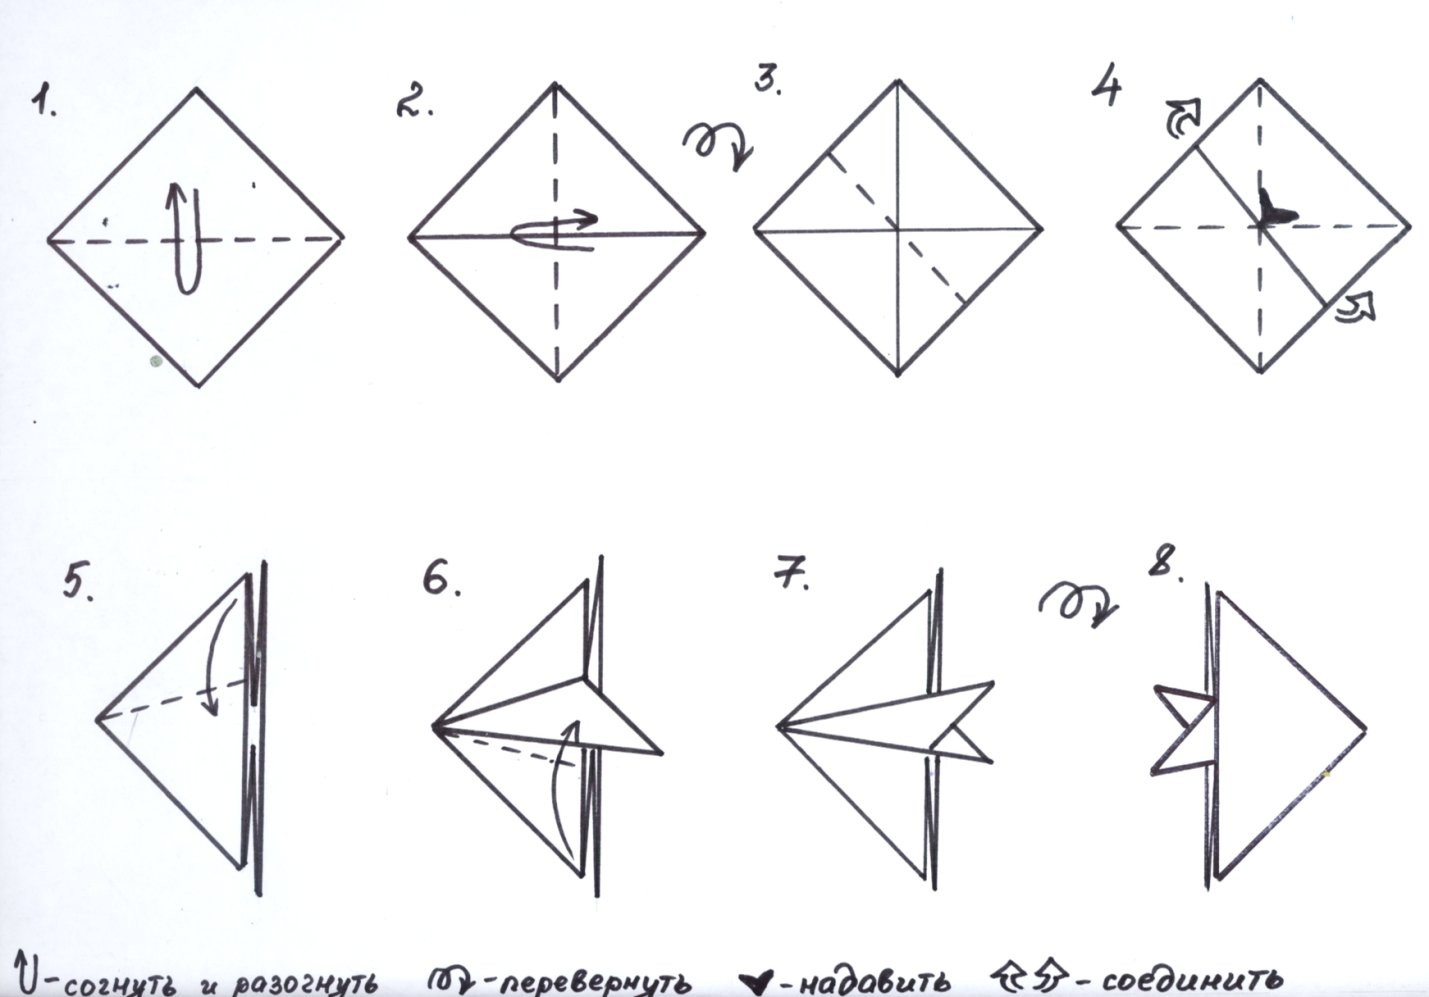 1.
2.
3.
4
5.
6.
7.
8.
- согнуть и разогнуть
- перевернуть
- надавить
- соединить